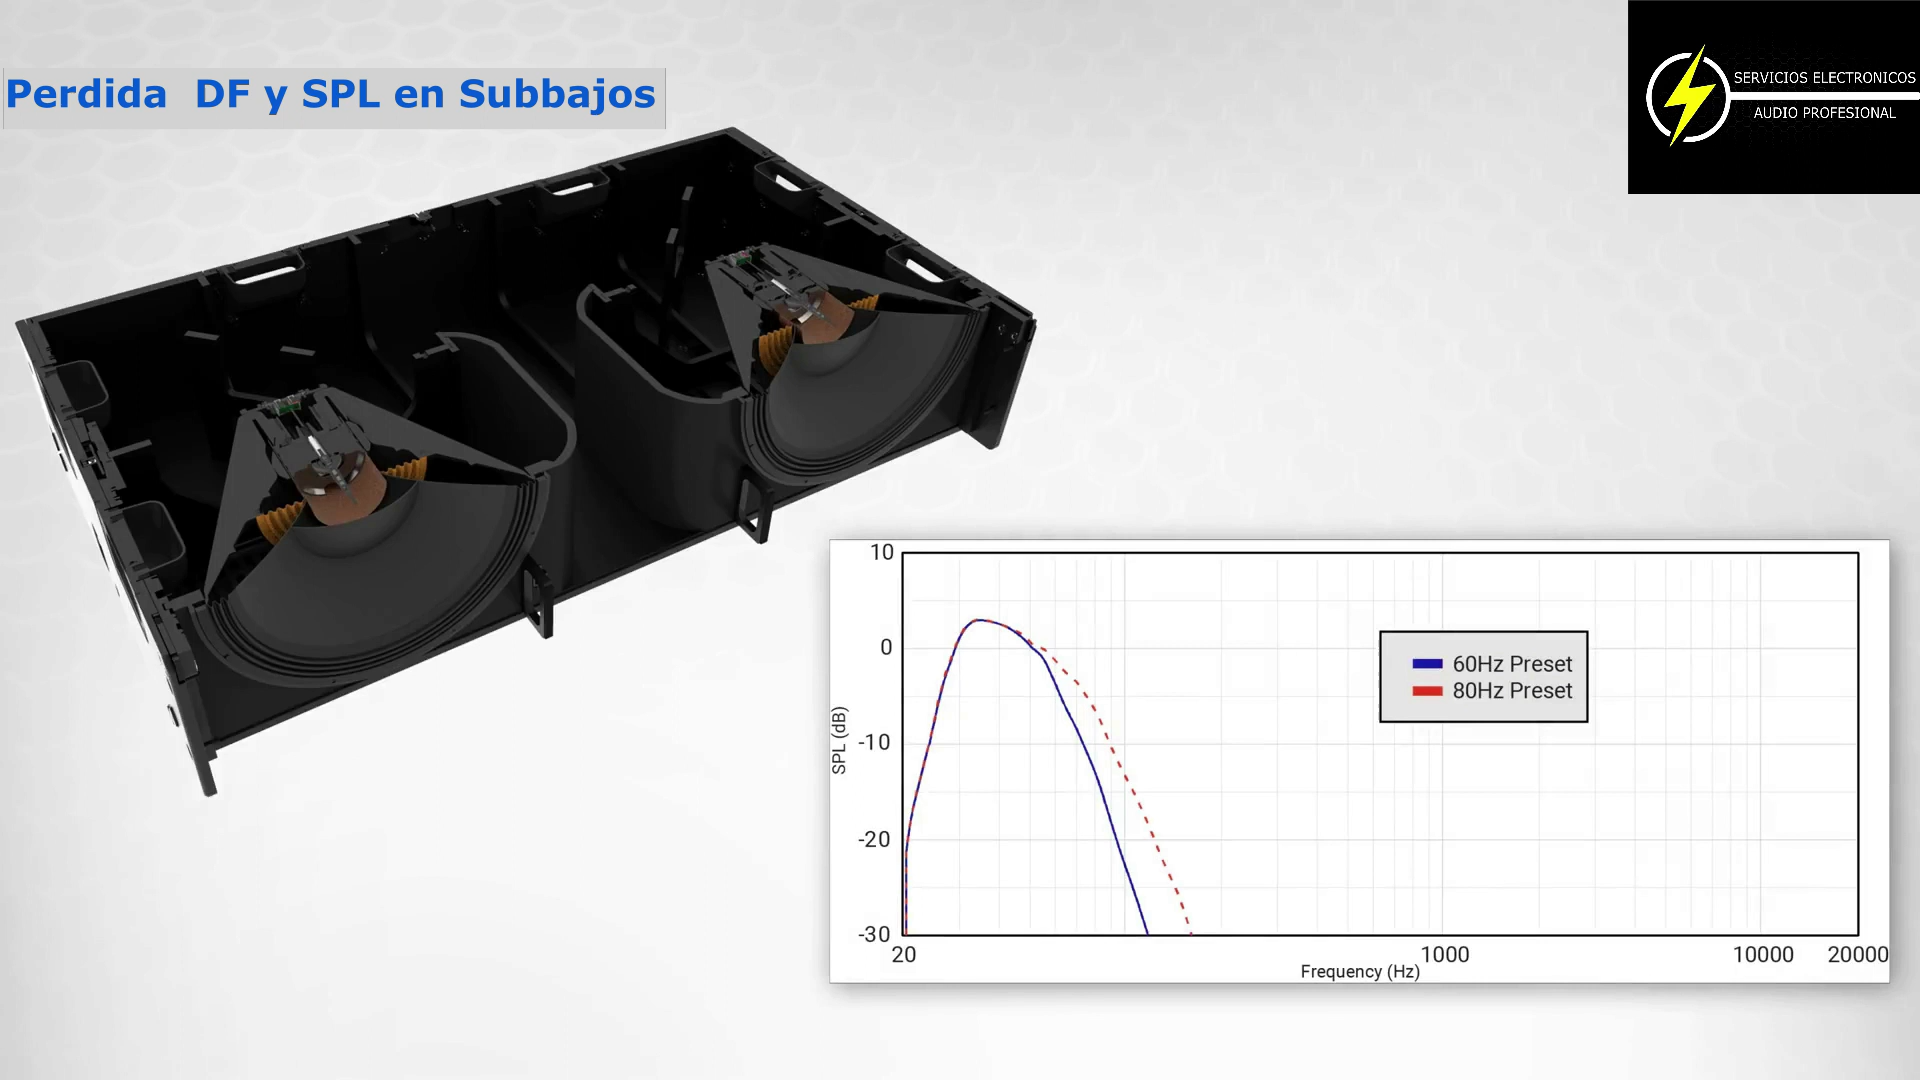 Perdida  DF y SPL en Subbajos
SERVICIOS ELECTRONICOS
AUDIO PROFESIONAL
10
0
-10
-20
-30
SPL (dB)
60Hz Preset
80Hz Preset
20
1000
10000
20000
Frequency (Hz)